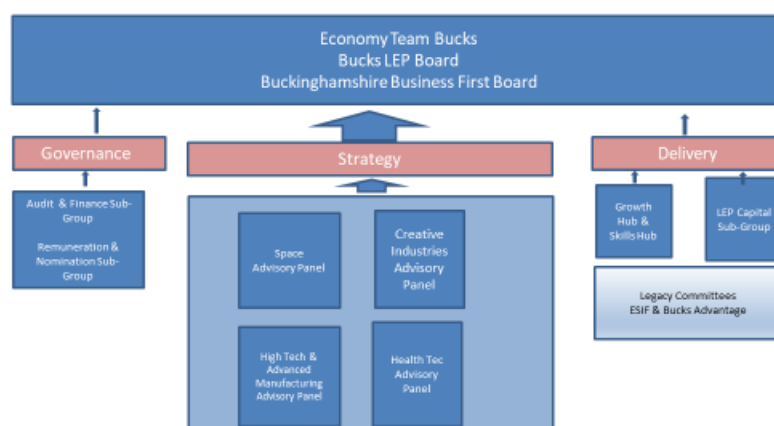 Economy Team Bucks
Bucks LEP Board
Buckinghamshire Business First Board
Governance
Strategy
Delivery
Audit & Finance Sub-
Group
Remuneration &
Nomination Sub-
Group
Space
Advisory Panel
Creative
Industries
Advisory
Panel
High Tech &
Advanced
Manufacturing
Advisory Panel
Health Tec
Advisory
Panel
Growth
Hub &
Skills Hub
LEP Capital
Sub-Group
Legacy Committees
ESIF & Bucks Advantage